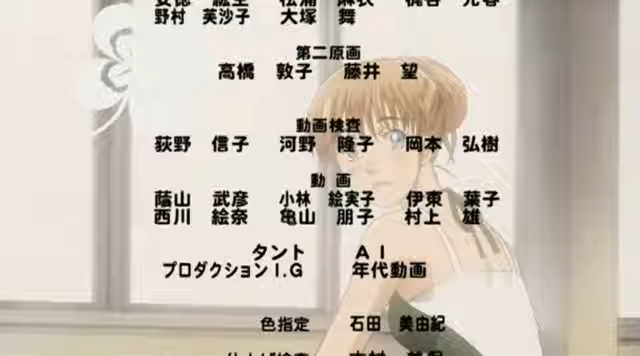 野村 芙沙子 大塚 舞
第二原画
高橋 敦子 藤井 望
動画検査
荻野 信子 河野 隆子 岡本 弘樹
動 画
蔭山 武彦 小林 絵実子 伊東 葉子
西川 絵奈 亀山 朋子 村上 雄
タント AI
プロダクションI.G 年代動画
色指定 石田 美由紀